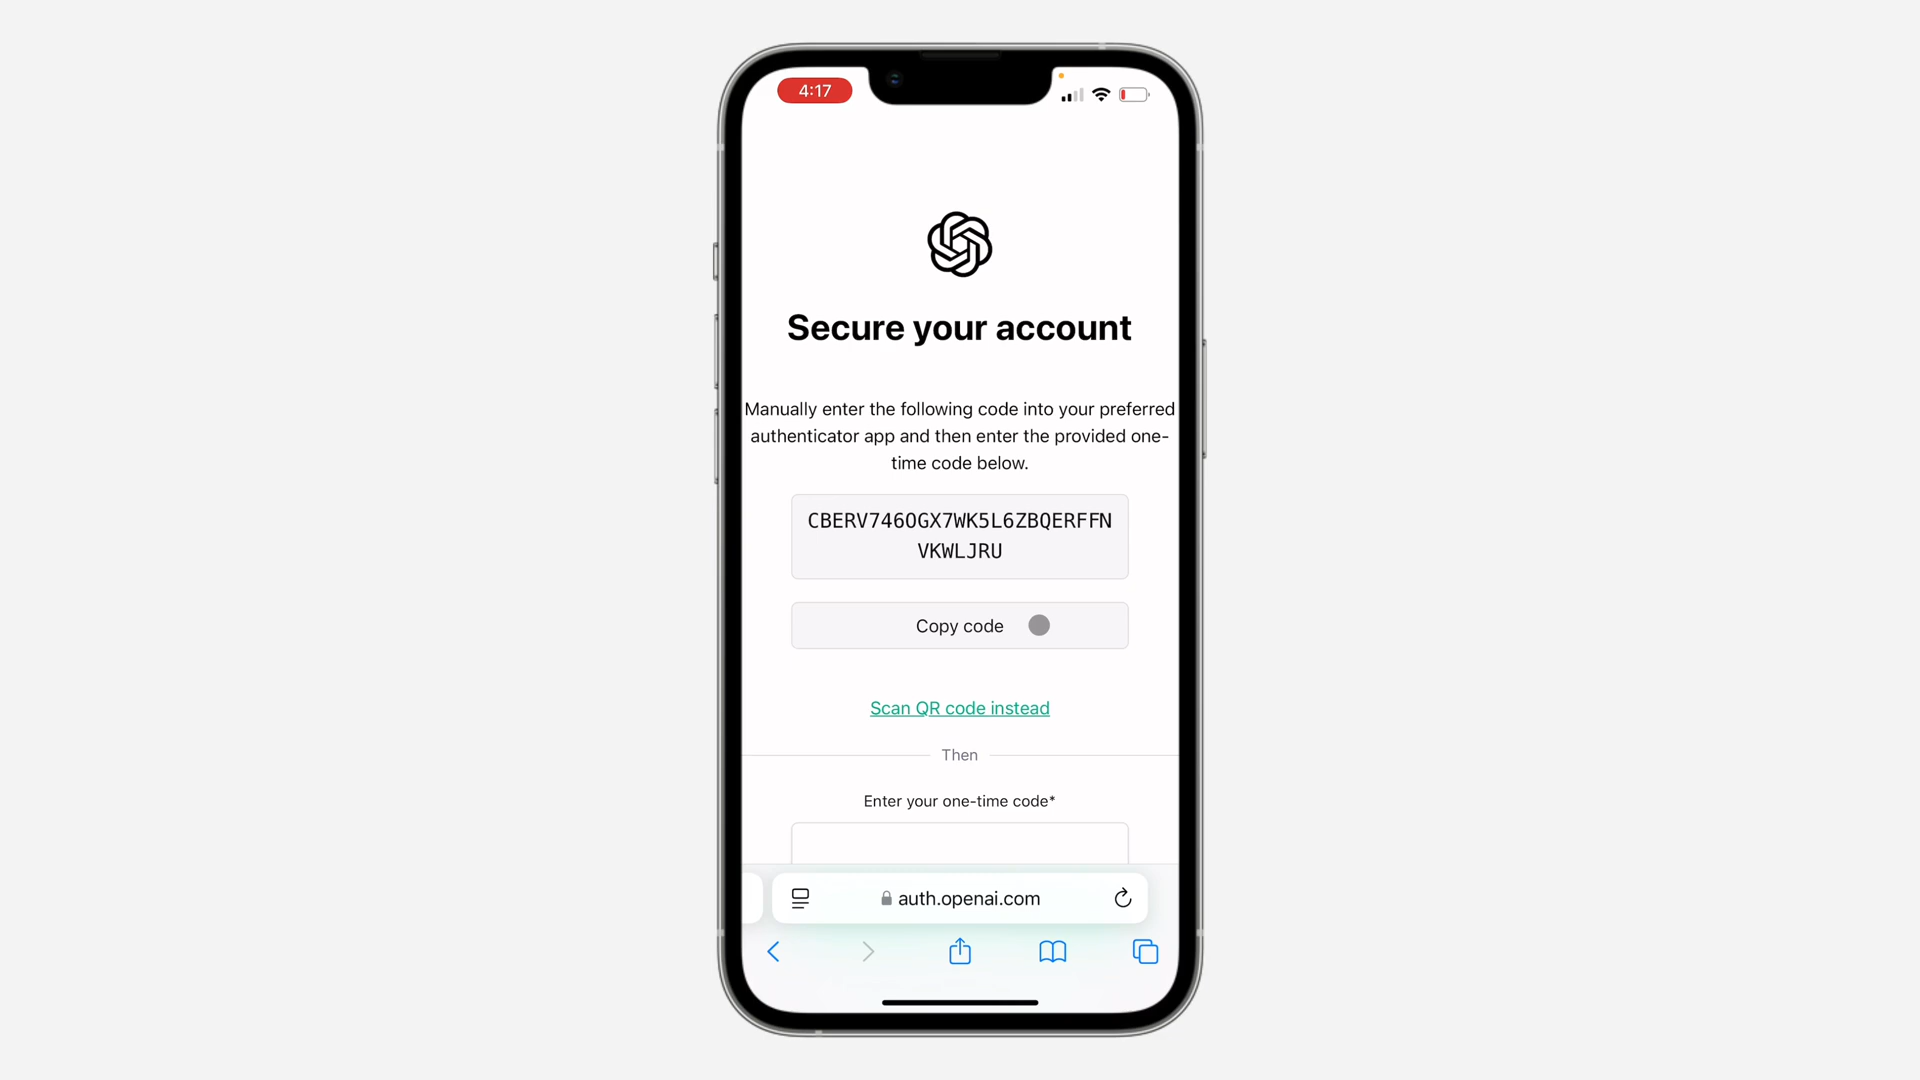 4:17
Secure your account
Manually enter the following code into your preferred
authenticator app and then enter the provided one-
time code below.
CBERV746OGX7WK5L6ZBQERFFN
VKWLJRU
Copy code
Scan QR code instead
Then
Enter your one-time code*
auth.openai.com